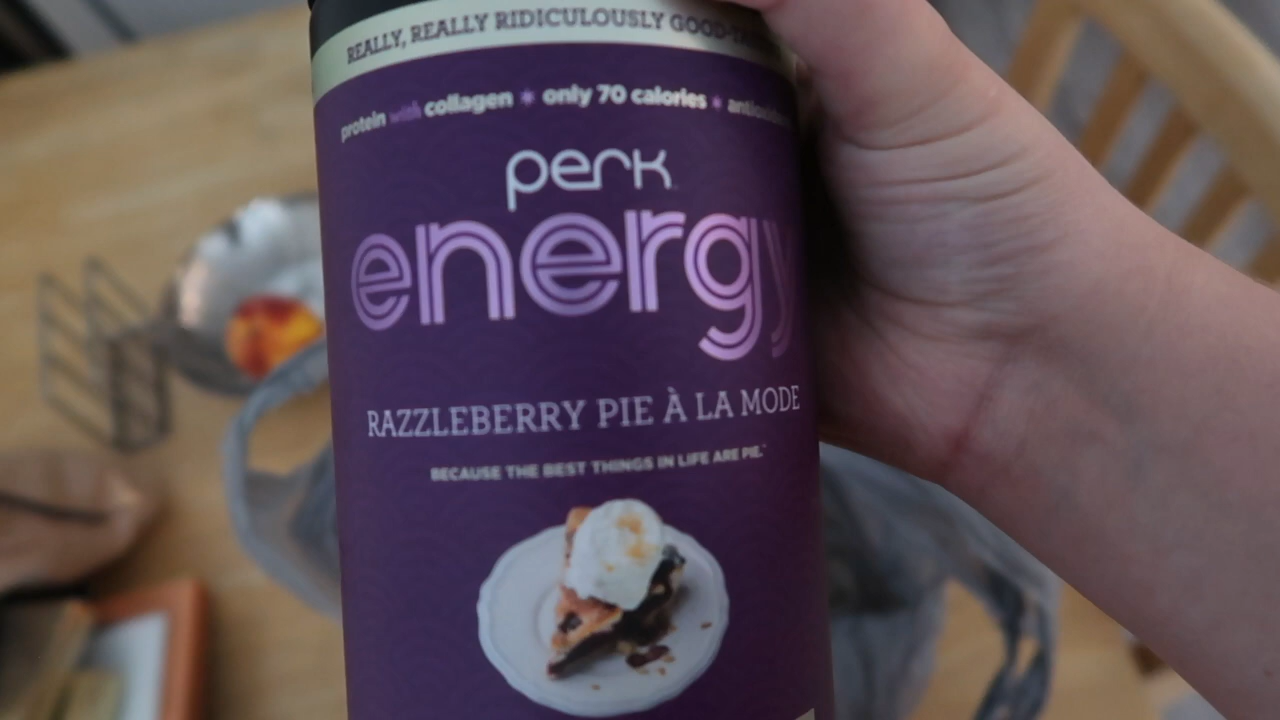 REALLY, REALLY RIDICULOUSLY
protein with collagen * only 70 calories *
perk
energy
RAZZLEBERRY PIE À LA MODE
BECAUSE THE BEST THINGS IN LIFE ARE PIE.